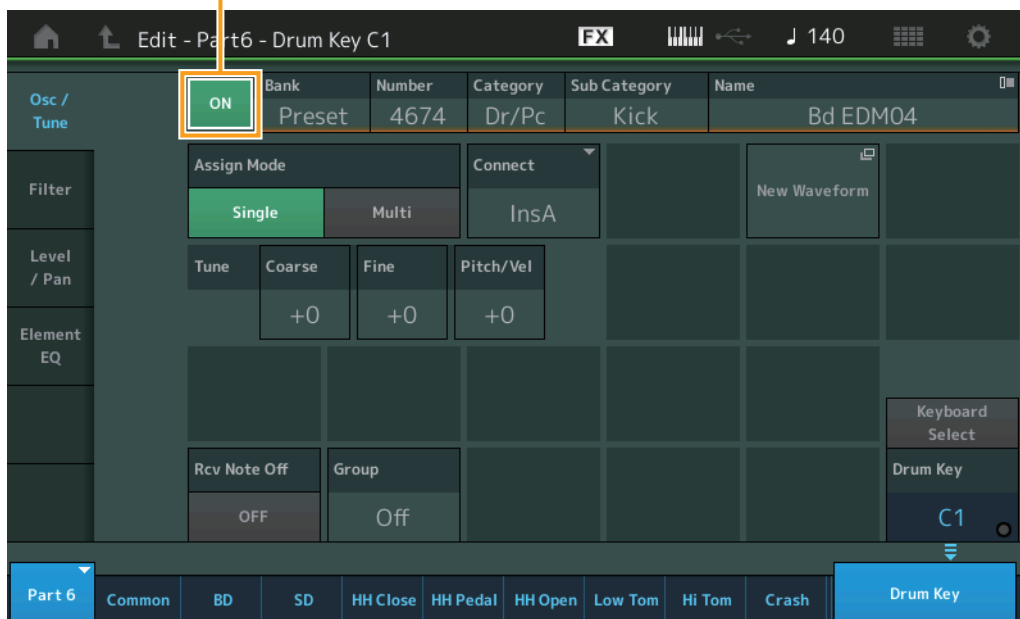 Edit - Part6 - Drum Key C1 FX 140
Osc / Tune
ON
Bank
Preset
Number
4674
Category
Dr/Pc
Sub Category
Kick
Name
Bd EDM04
Filter
Assign Mode
Single
Multi
Connect
InsA
New Waveform
Level / Pan
Tune
Coarse
+0
Fine
+0
Pitch/Vel
+0
Element EQ
Keyboard Select
Rcv Note Off
OFF
Group
Off
Drum Key
C1
Part 6
Common
BD
SD
HH Close
HH Pedal
HH Open
Low Tom
Hi Tom
Crash
Drum Key